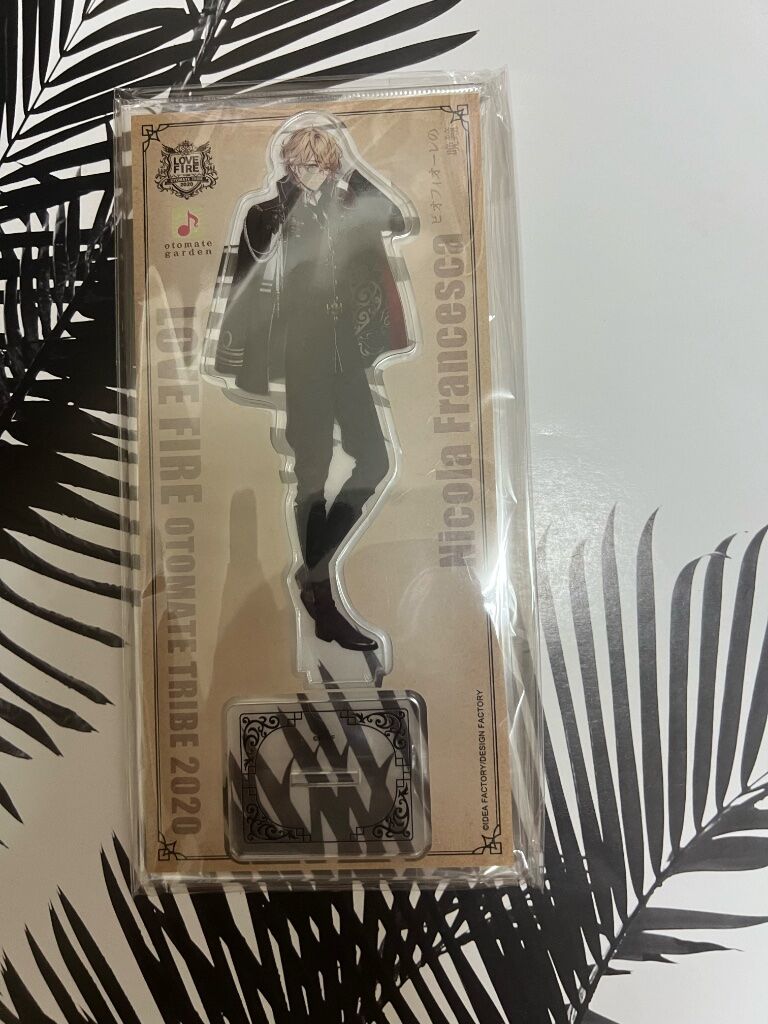 LOVE
FIRE
OTOMATE TRIBE
2020
otomate
garden
ピオフィオーレの
晩鐘
Nicola Francesca
LOVE FIRE OTOMATE TRIBE 2020
©IDEA FACTORY/DESIGN FACTORY